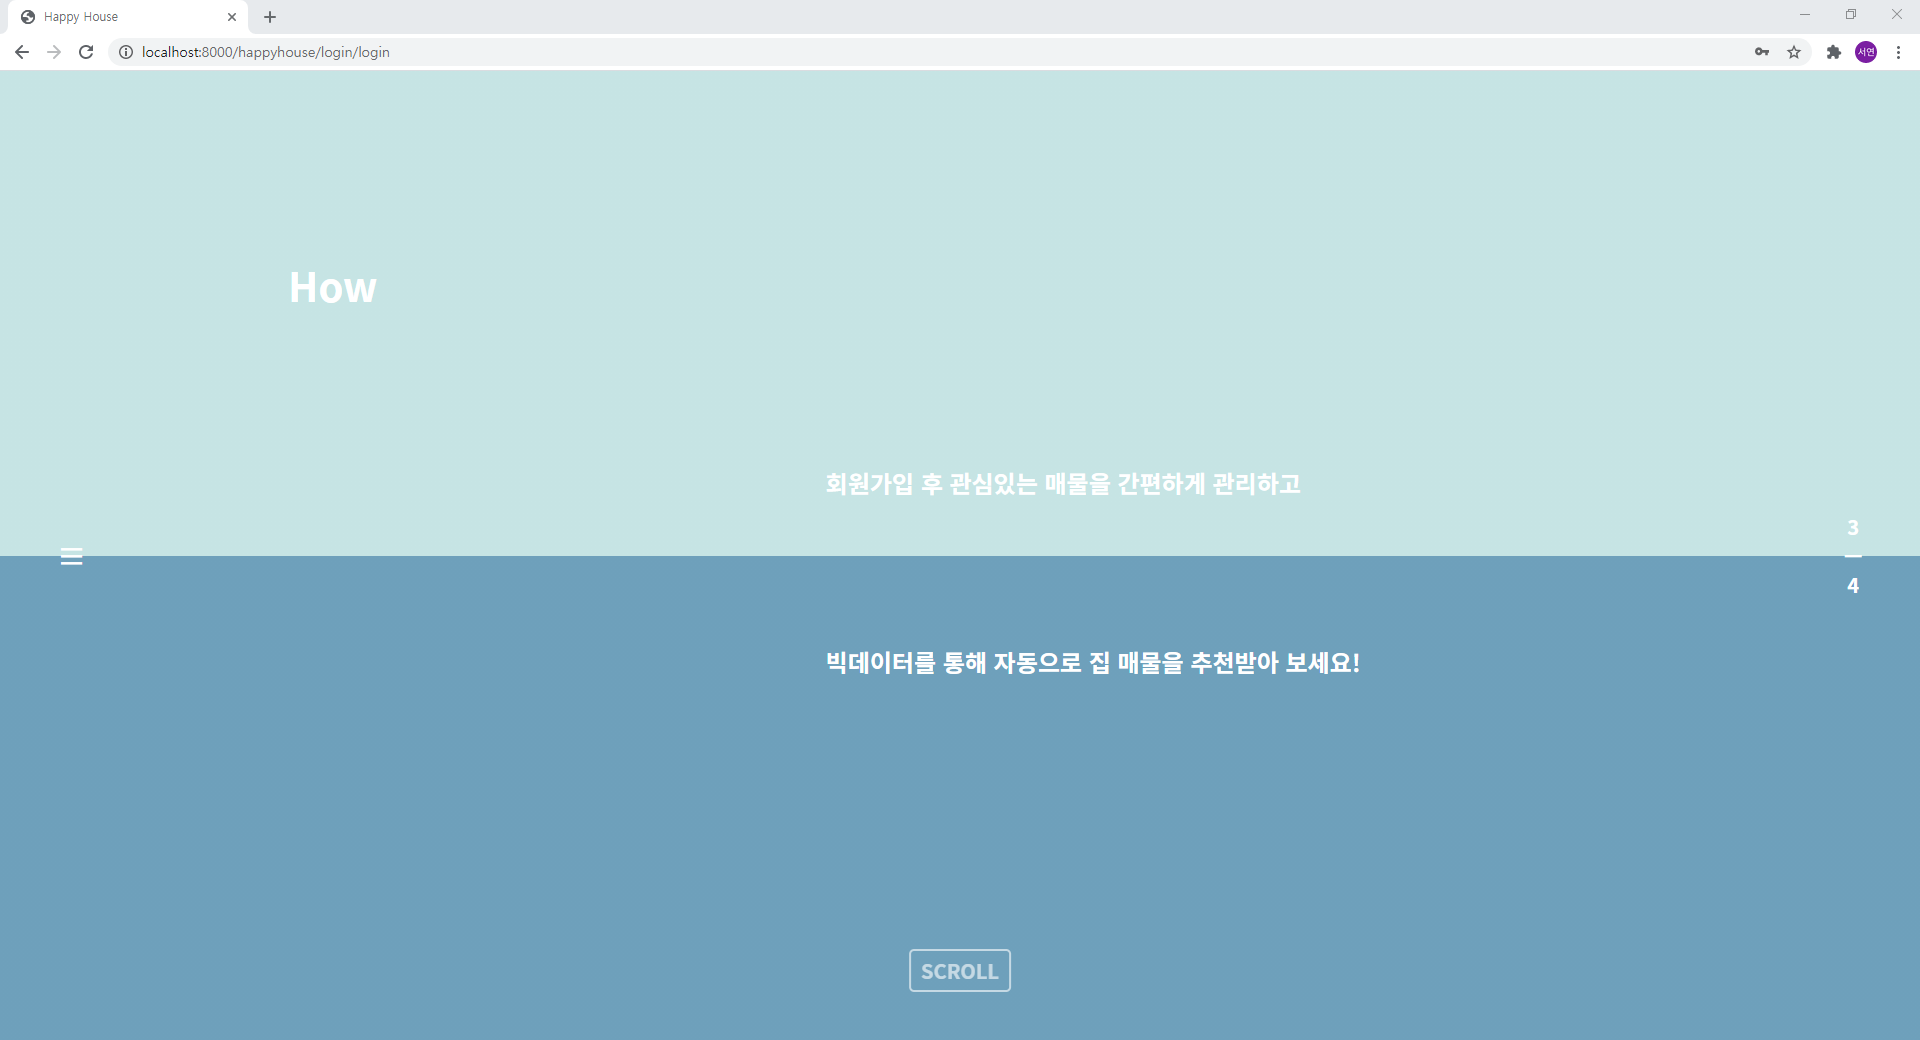 Happy House
localhost:8000/happyhouse/login/login
서연
How
회원가입 후 관심있는 매물을 간편하게 관리하고
3
4
빅데이터를 통해 자동으로 집 매물을 추천받아 보세요!
SCROLL